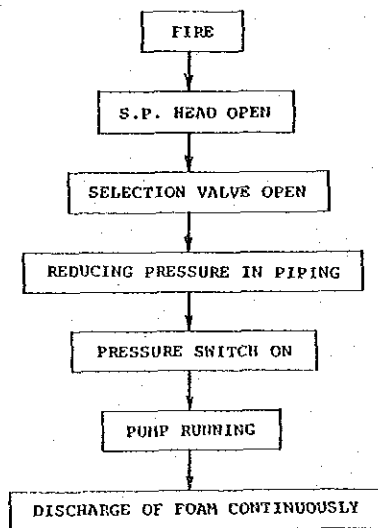 FIRE
S.P. HEAD OPEN
SELECTION VALVE OPEN
REDUCING PRESSURE IN PIPING
PRESSURE SWITCH ON
PUMP RUNNING
DISCHARGE OF FOAM CONTINUOUSLY